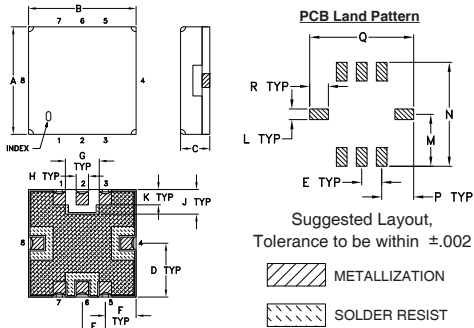 B
7 6 5
A
8
4
INDEX
1 2 3
C
G
TYP
H TYP
1 2 3
K TYP
J TYP
8
4
D TYP
7 6 5
F
TYP
E
PCB Land Pattern
Q
R TYP
L TYP
N
M
E TYP
P TYP
Suggested Layout,
Tolerance to be within ±.002
METALLIZATION
SOLDER RESIST